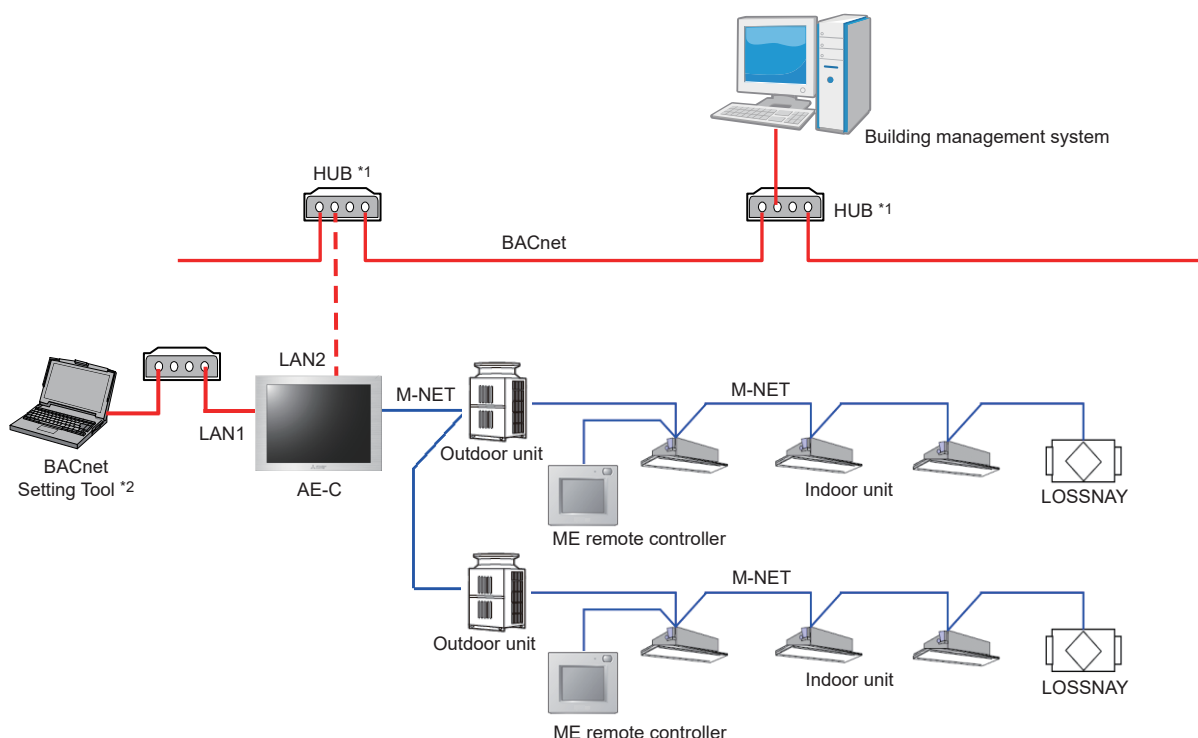 Building management system
HUB *1
HUB *1
BACnet
LAN2
M-NET
M-NET
LAN1
Outdoor unit
BACnet
Setting Tool *2
AE-C
Indoor unit
LOSSNAY
ME remote controller
M-NET
Outdoor unit
Indoor unit
LOSSNAY
ME remote controller